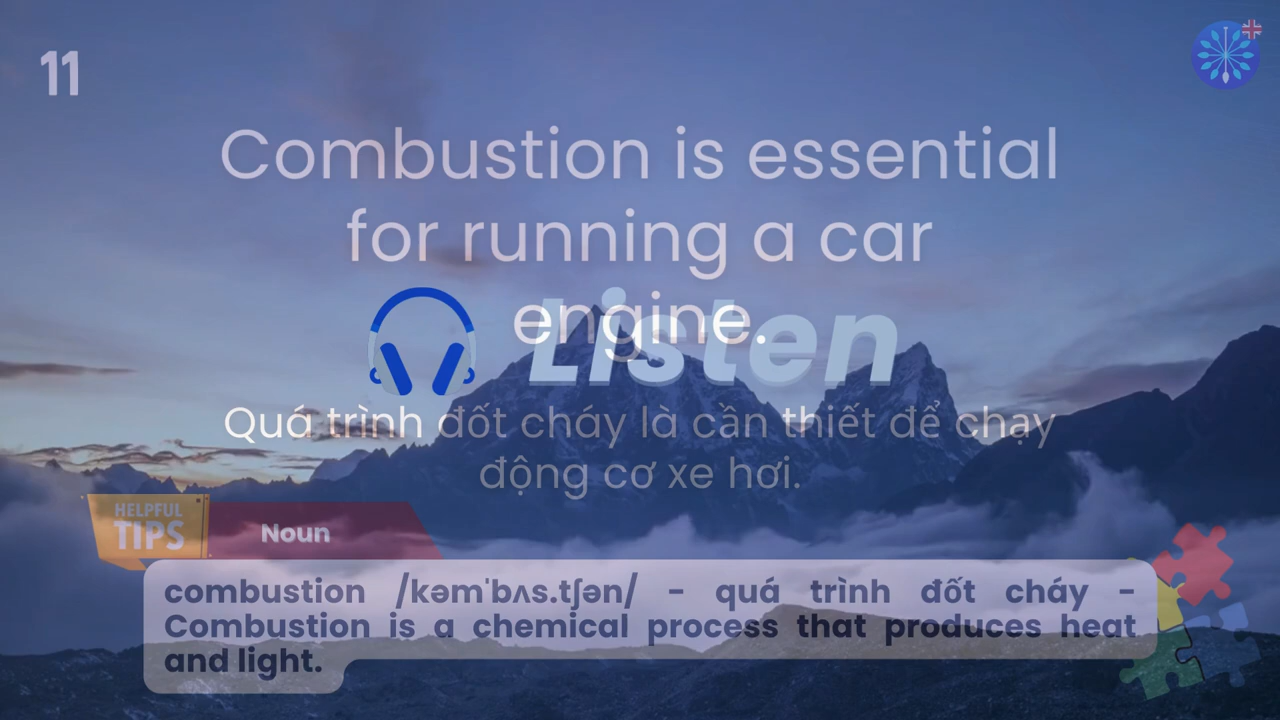 11
Combustion is essential
for running a car
engine.
Listen
Quá trình đốt cháy là cần thiết để chạy
động cơ xe hơi.
HELPFUL
TIPS
Noun
combustion /kəmˈbʌs.tʃən/ - quá trình đốt cháy -
Combustion is a chemical process that produces heat
and light.